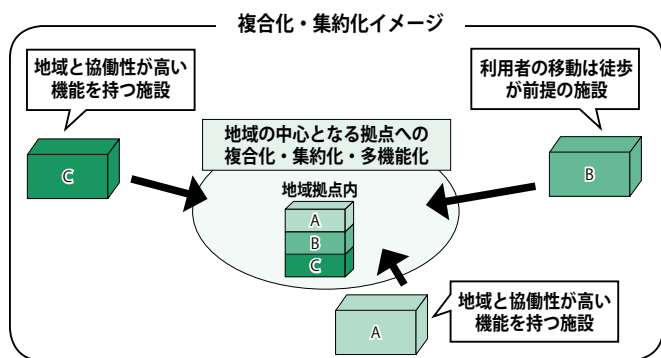 複合化・集約化イメージ
地域と協働性が高い
機能を持つ施設
C
利用者の移動は徒歩
が前提の施設
B
地域の中心となる拠点への
複合化・集約化・多機能化
地域拠点内
A
B
C
A
地域と協働性が高い
機能を持つ施設